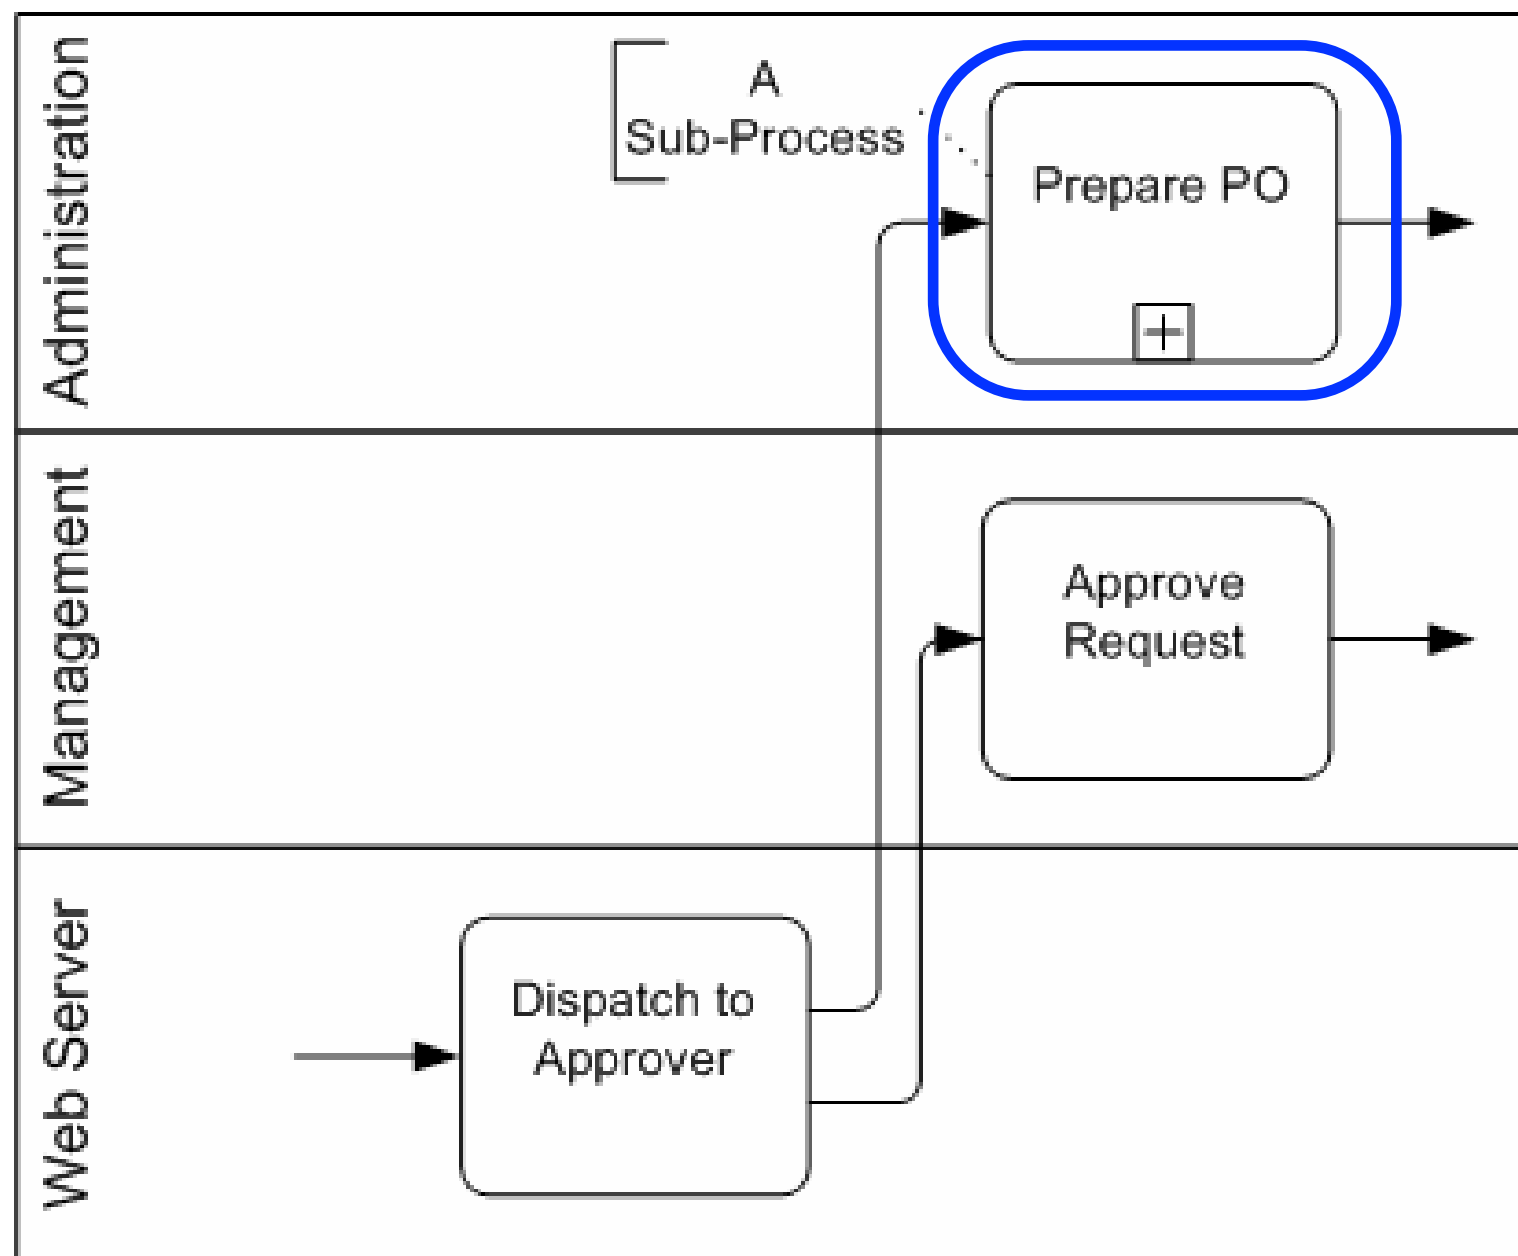 Administration
A
Sub-Process
Prepare PO
Management
Approve
Request
Web Server
Dispatch to
Approver